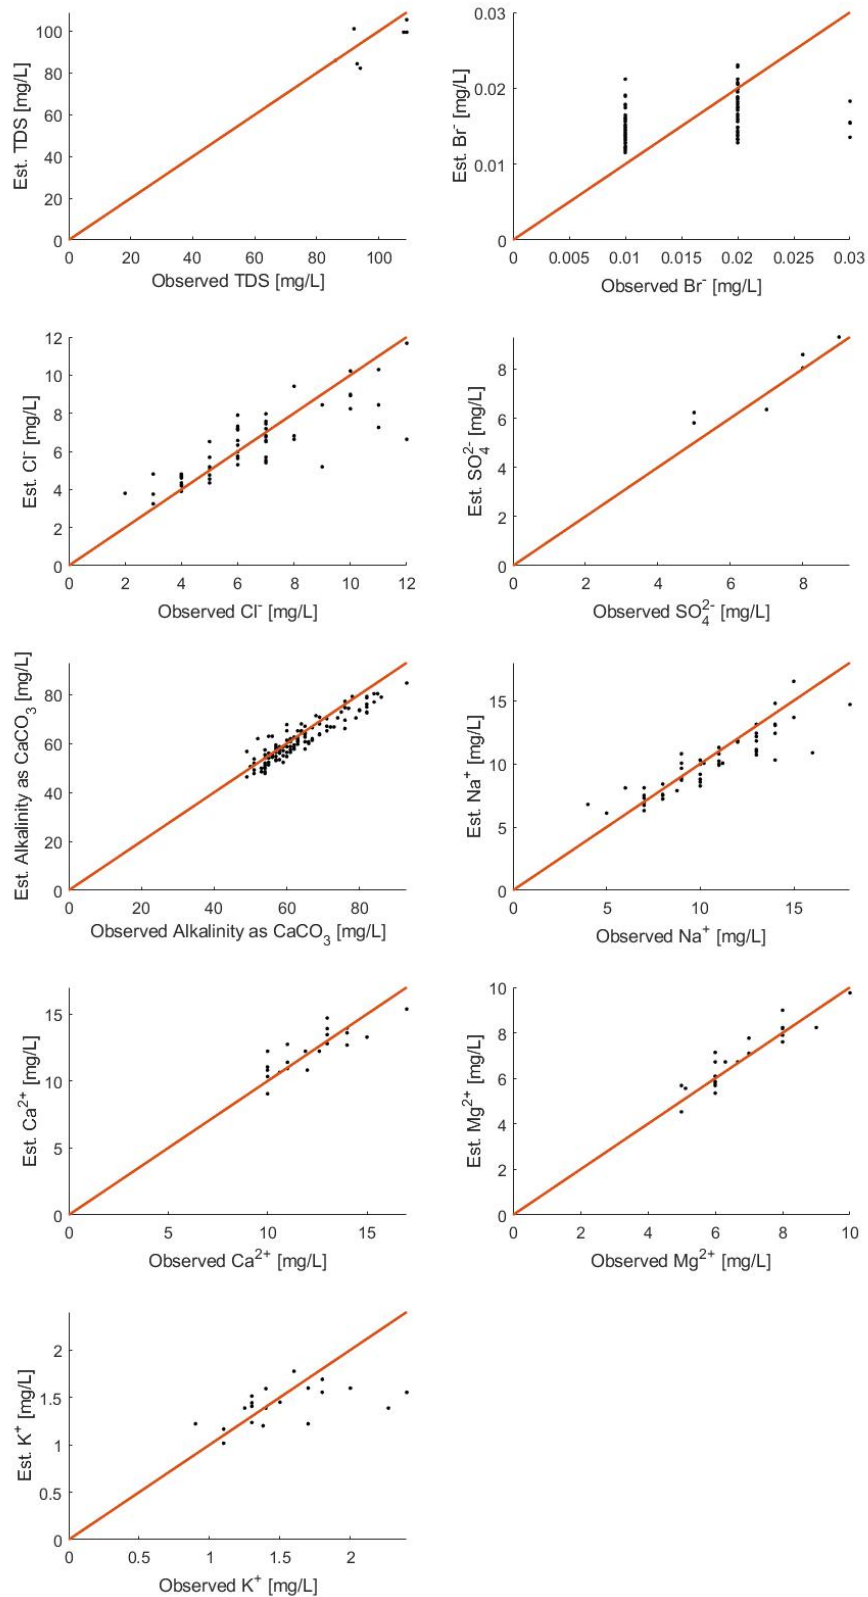 Est. TDS [mg/L]
100
80
60
40
20
0
0 20 40 60 80 100
Observed TDS [mg/L]
Est. Br- [mg/L]
0.03
0.02
0.01
0
0 0.005 0.01 0.015 0.02 0.025 0.03
Observed Br- [mg/L]
Est. Cl- [mg/L]
12
10
8
6
4
2
0
0 2 4 6 8 10 12
Observed Cl- [mg/L]
Est. SO4 2- [mg/L]
8
6
4
2
0
0 2 4 6 8
Observed SO4 2- [mg/L]
Est. Alkalinity as CaCO3 [mg/L]
80
60
40
20
0
0 20 40 60 80
Observed Alkalinity as CaCO3 [mg/L]
Est. Na+ [mg/L]
15
10
5
0
0 5 10 15
Observed Na+ [mg/L]
Est. Ca2+ [mg/L]
15
10
5
0
0 5 10 15
Observed Ca2+ [mg/L]
Est. Mg2+ [mg/L]
10
8
6
4
2
0
0 2 4 6 8 10
Observed Mg2+ [mg/L]
Est. K+ [mg/L]
2
1.5
1
0.5
0
0 0.5 1 1.5 2
Observed K+ [mg/L]